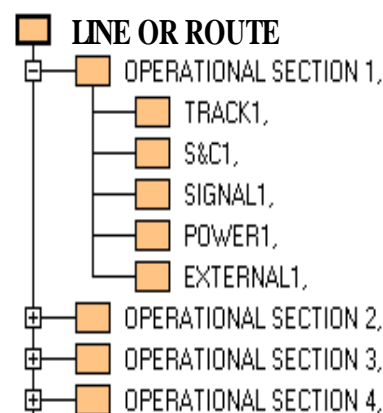 LINE OR ROUTE
OPERATIONAL SECTION 1,
TRACK1,
S&C1,
SIGNAL1,
POWER1,
EXTERNAL1,
OPERATIONAL SECTION 2,
OPERATIONAL SECTION 3,
OPERATIONAL SECTION 4,